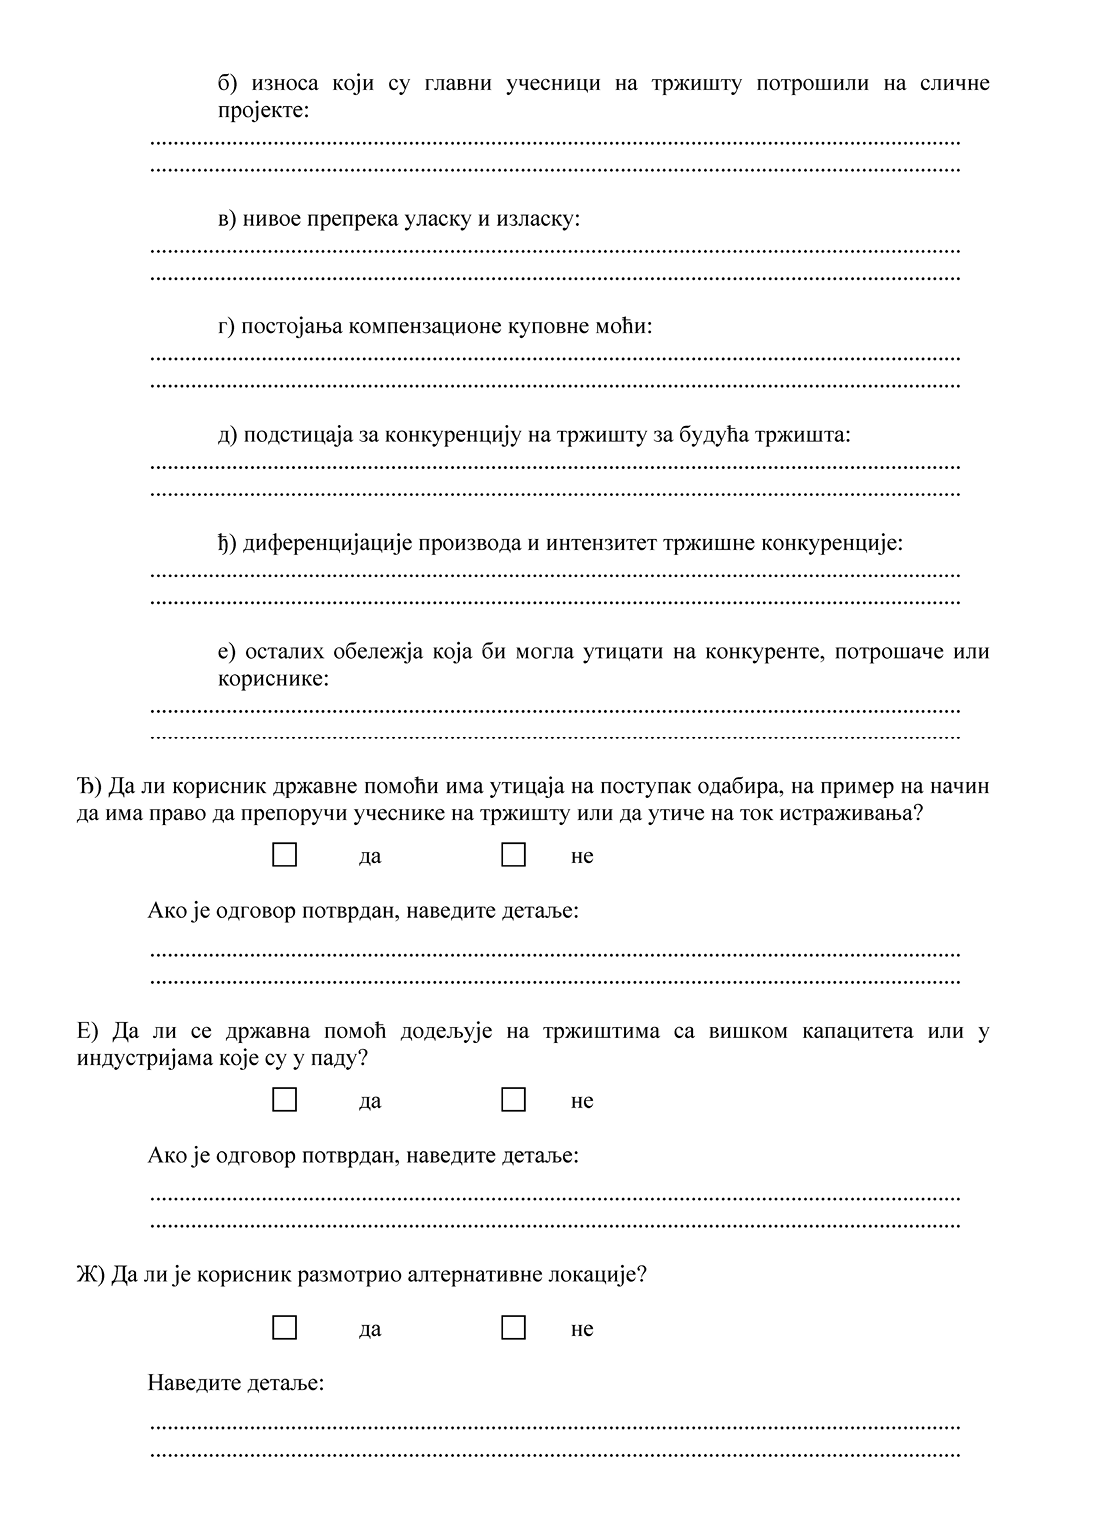 б) износа који су главни учесници на тржишту потрошили на сличне
пројекте:
..........................................................................................................................................
..........................................................................................................................................
в) нивое препрека уласку и изласку:
..........................................................................................................................................
..........................................................................................................................................
г) постојања компензационе куповне моћи:
..........................................................................................................................................
..........................................................................................................................................
д) подстицаја за конкуренцију на тржишту за будућа тржишта:
..........................................................................................................................................
..........................................................................................................................................
ђ) диференцијације производа и интензитет тржишне конкуренције:
..........................................................................................................................................
..........................................................................................................................................
е) осталих обележја која би могла утицати на конкуренте, потрошаче или
кориснике:
..........................................................................................................................................
..........................................................................................................................................
Ђ) Да ли корисник државне помоћи има утицаја на поступак одабира, на пример на начин
да има право да препоручи учеснике на тржишту или да утиче на ток истраживања?
да не
Ако је одговор потврдан, наведите детаље:
..........................................................................................................................................
..........................................................................................................................................
Е) Да ли се државна помоћ додељује на тржиштима са вишком капацитета или у
индустријама које су у паду?
да не
Ако је одговор потврдан, наведите детаље:
..........................................................................................................................................
..........................................................................................................................................
Ж) Да ли је корисник размотрио алтернативне локације?
да не
Наведите детаље:
..........................................................................................................................................
..........................................................................................................................................